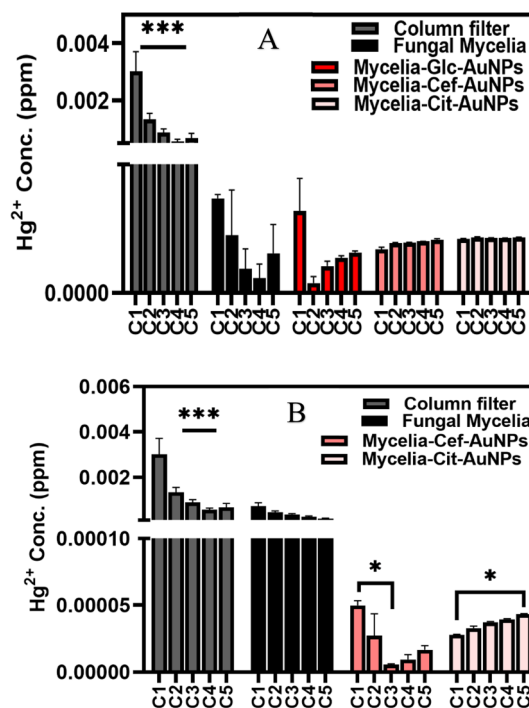 *** A Column filter
Fungal Mycelia
Mycelia-Glc-AuNPs
Mycelia-Cef-AuNPs
Mycelia-Cit-AuNPs
0.004
0.002
0.0000
Hg²⁺ Conc. (ppm)
C1 C2 C3 C4 C5 C1 C2 C3 C4 C5 C1 C2 C3 C4 C5 C1 C2 C3 C4 C5 C1 C2 C3 C4 C5
*** B Column filter
Fungal Mycelia
Mycelia-Cef-AuNPs
Mycelia-Cit-AuNPs
0.006
0.004
0.002
0.00010
0.00005
0.00000
Hg²⁺ Conc. (ppm)
* *
C1 C2 C3 C4 C5 C1 C2 C3 C4 C5 C1 C2 C3 C4 C5 C1 C2 C3 C4 C5